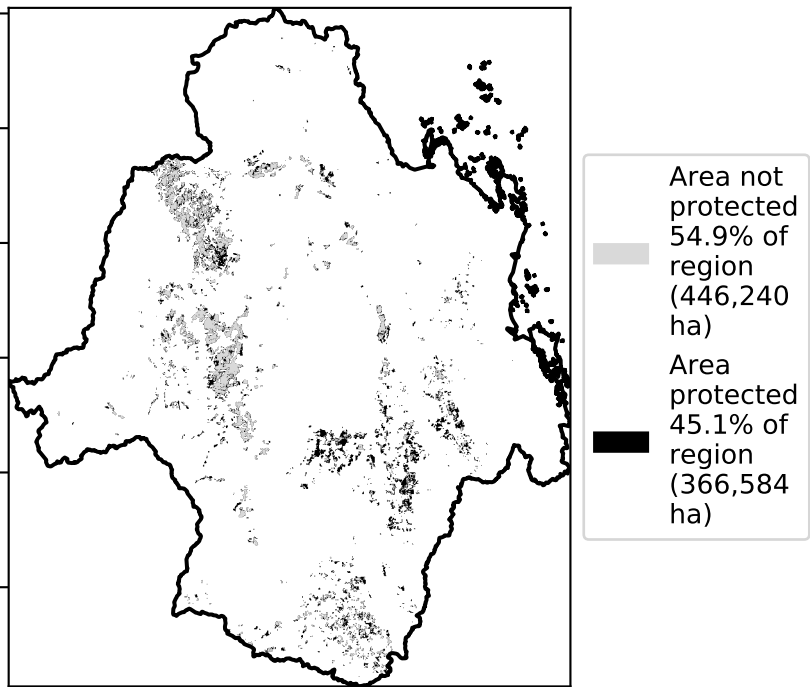 Area not
protected
54.9% of
region
(446,240
ha)
Area
protected
45.1% of
region
(366,584
ha)